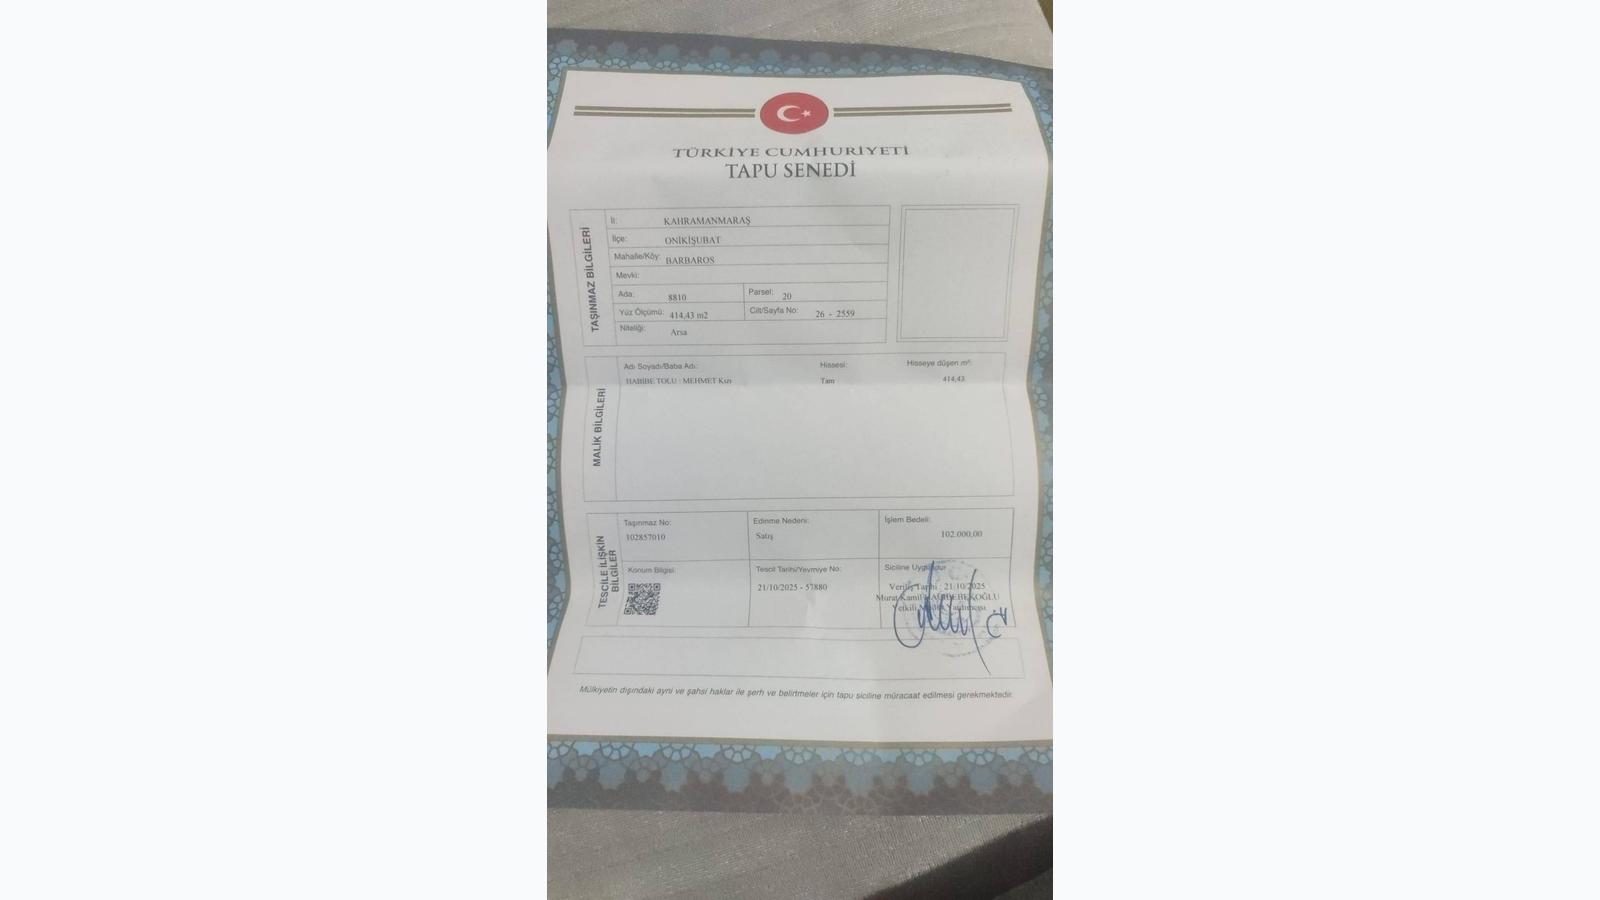 TÜRKİYE CUMHURİYETİ
TAPU SENEDİ
TAŞINMAZ BİLGİLERİ
İl: KAHRAMANMARAŞ
İlçe: ONİKİŞUBAT
Mahalle/Köy: BARBAROS
Mevki:
Ada: 8810 Parsel: 20
Yüz Ölçümü: 414,43 m2 Cilt/Sayfa No: 26 - 2559
Niteliği: Arsa
MALİK BİLGİLERİ
Adı Soyadı/Baba Adı: Hissesi: Hisseye düşen m²:
HABİBE TOLU : MEHMET Kızı Tam 414,43
TESCİLE İLİŞKİN BİLGİLER
Taşınmaz No: Edinme Nedeni: İşlem Bedeli:
102857010 Satış 102.000,00
Konum Bilgisi: Tescil Tarihi/Yevmiye No: Siciline Uygundur
21/10/2025 - 57880 Veriliş Tarihi : 21/10/2025
Murat Kamil
Yetkili Müdür Yardımcısı
Mülkiyetin dışındaki ayni ve şahsi haklar ile şerh ve belirtmeler için tapu siciline müracaat edilmesi gerekmektedir.